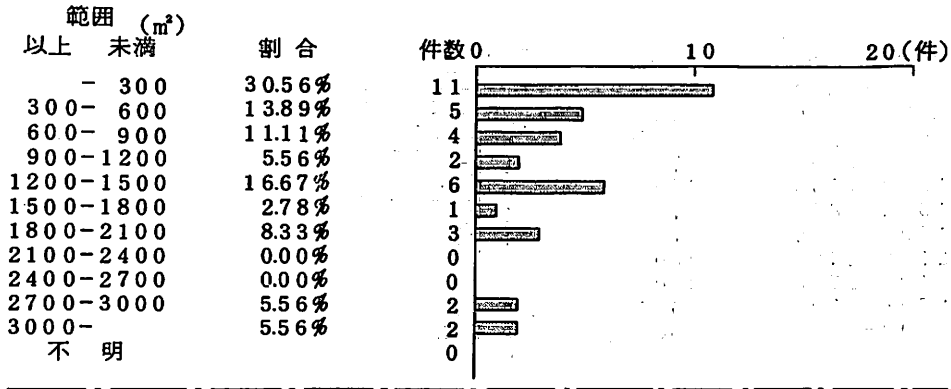 範囲 (m²)
以上 未満 割合 件数 0 10 20(件)
- 300 30.56% 11
300- 600 13.89% 5
600- 900 11.11% 4
900-1200 5.56% 2
1200-1500 16.67% 6
1500-1800 2.78% 1
1800-2100 8.33% 3
2100-2400 0.00% 0
2400-2700 0.00% 0
2700-3000 5.56% 2
3000- 5.56% 2
不明 0